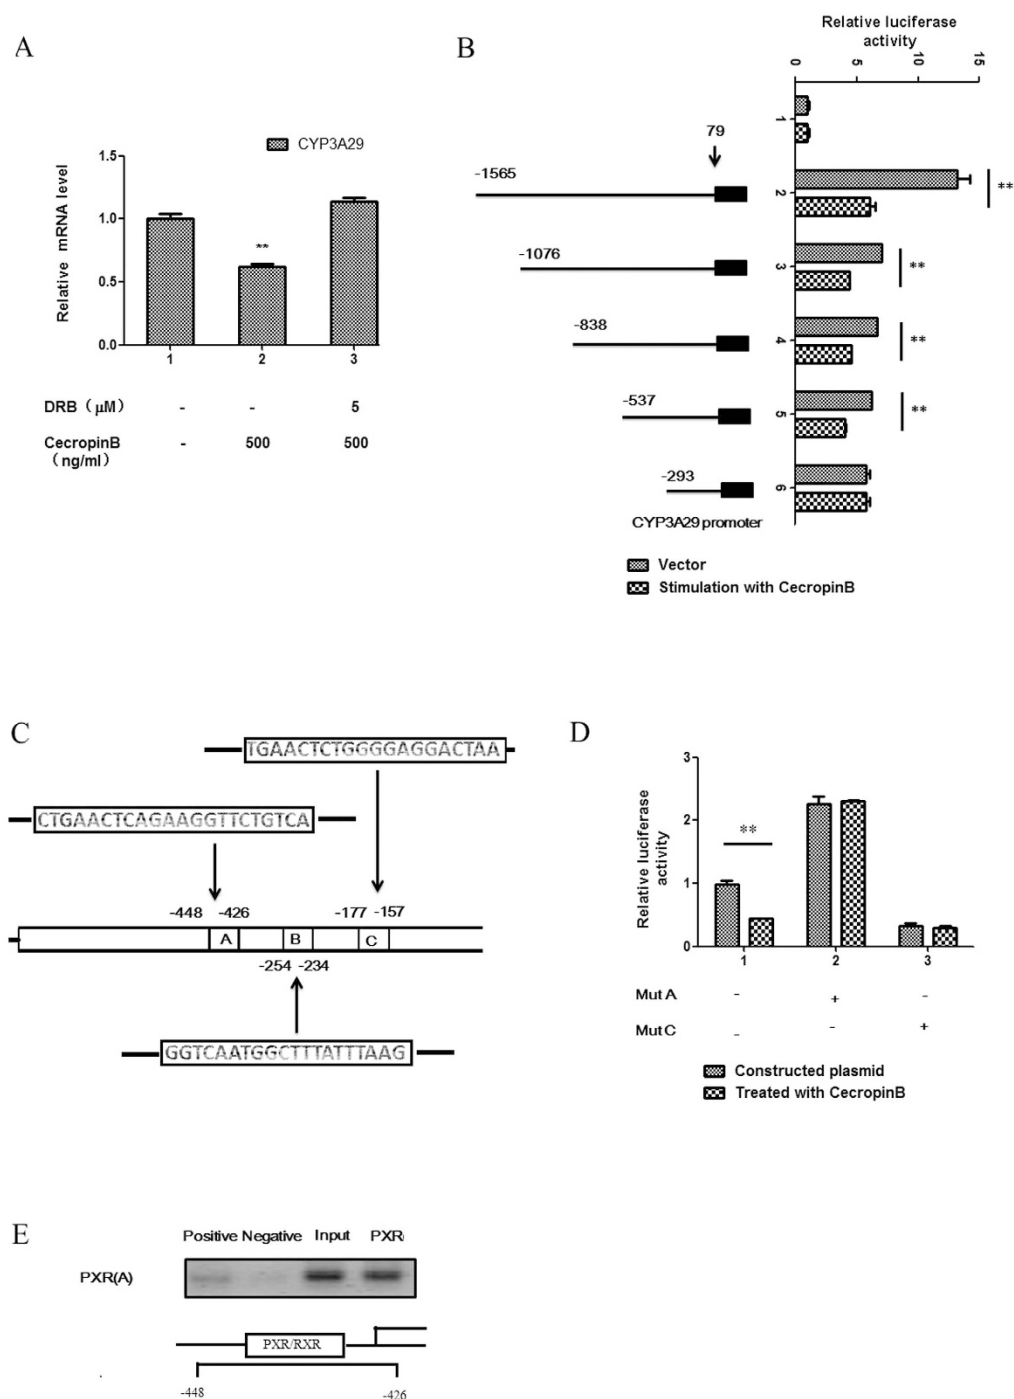 A
CYP3A29
1.5
1.0
0.5
0.0
Relative mRNA level
**
1 2 3
DRB (μM) - - 5
CecropinB - 500 500
(ng/ml)
B
Relative luciferase
activity
0 5 10 15
1
2
3
4
5
6
79
-1565
**
-1076
**
-838
**
-537
**
-293
CYP3A29 promoter
Vector
Stimulation with CecropinB
C
TGAACTCTGGGGAGGACTAA
CTGAACTCAGAAGGTTCTGTCA
-448 -426 -177 -157
A B C
-254 -234
GGTCAATGGCTTTATTTAAG
D
3
2
1
0
Relative luciferase
activity
**
1 2 3
Mut A - + -
Mut C - - +
Constructed plasmid
Treated with CecropinB
E
Positive Negative Input PXR
PXR(A)
PXR/RXR
-448 -426